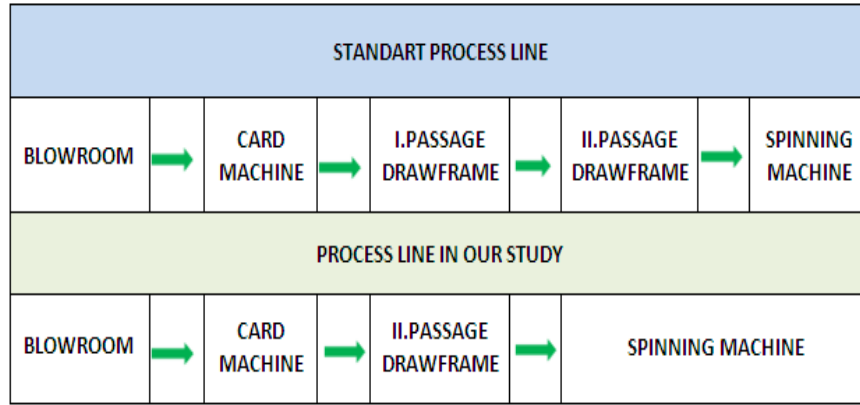 STANDART PROCESS LINE
BLOWROOM
CARD
MACHINE
I.PASSAGE
DRAWFRAME
II.PASSAGE
DRAWFRAME
SPINNING
MACHINE
PROCESS LINE IN OUR STUDY
BLOWROOM
CARD
MACHINE
II.PASSAGE
DRAWFRAME
SPINNING MACHINE